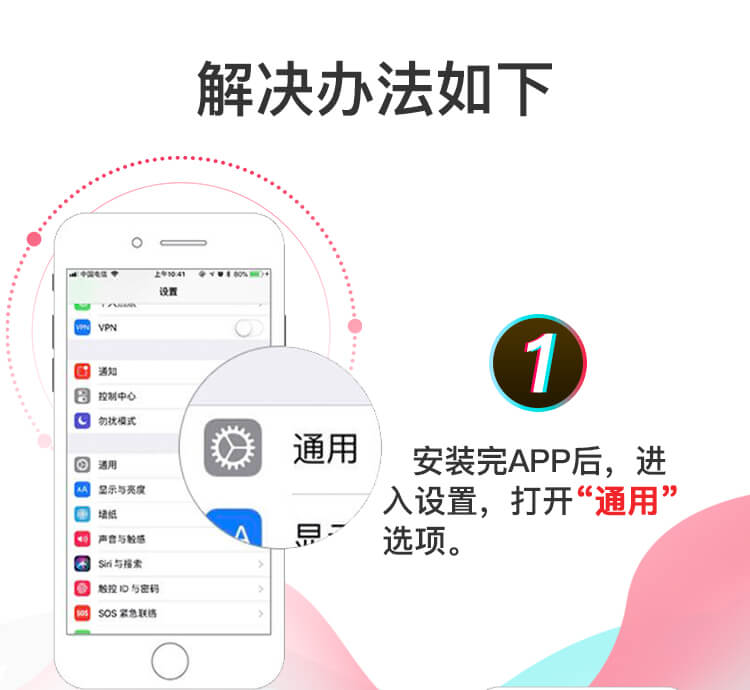 解决办法如下
中国电信 上午10:41 80%
设置
VPN VPN
通知
控制中心
勿扰模式
通用
AA 显示与亮度
墙纸
声音与触感
Siri 与搜索
触控 ID 与密码
SOS SOS 紧急联络
通用
A
1
安装完APP后，进
入设置，打开“通用”
选项。